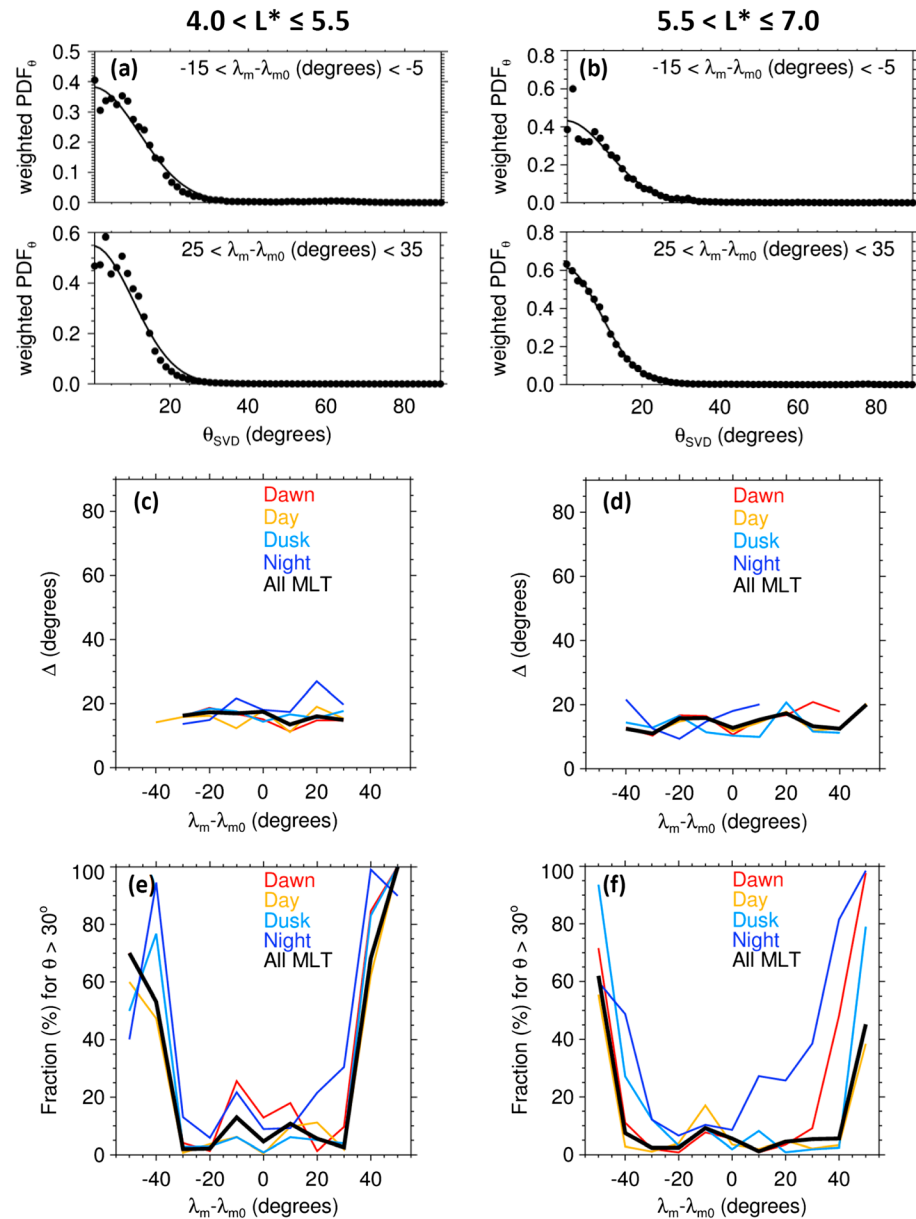 4.0 < L* ≤ 5.5
5.5 < L* ≤ 7.0
(a)
-15 < λm-λm0 (degrees) < -5
weighted PDFθ
0.5
0.4
0.3
0.2
0.1
0.0
25 < λm-λm0 (degrees) < 35
weighted PDFθ
0.6
0.4
0.2
0.0
20 40 60 80
θSVD (degrees)
(b)
-15 < λm-λm0 (degrees) < -5
weighted PDFθ
0.8
0.6
0.4
0.2
0.0
25 < λm-λm0 (degrees) < 35
weighted PDFθ
0.8
0.6
0.4
0.2
0.0
20 40 60 80
θSVD (degrees)
(c)
Dawn
Day
Dusk
Night
All MLT
Δ (degrees)
80
60
40
20
0
-40 -20 0 20 40
λm-λm0 (degrees)
(d)
Dawn
Day
Dusk
Night
All MLT
Δ (degrees)
80
60
40
20
0
-40 -20 0 20 40
λm-λm0 (degrees)
(e)
Dawn
Day
Dusk
Night
All MLT
Fraction (%) for θ > 30°
100
80
60
40
20
0
-40 -20 0 20 40
λm-λm0 (degrees)
(f)
Dawn
Day
Dusk
Night
All MLT
Fraction (%) for θ > 30°
100
80
60
40
20
0
-40 -20 0 20 40
λm-λm0 (degrees)